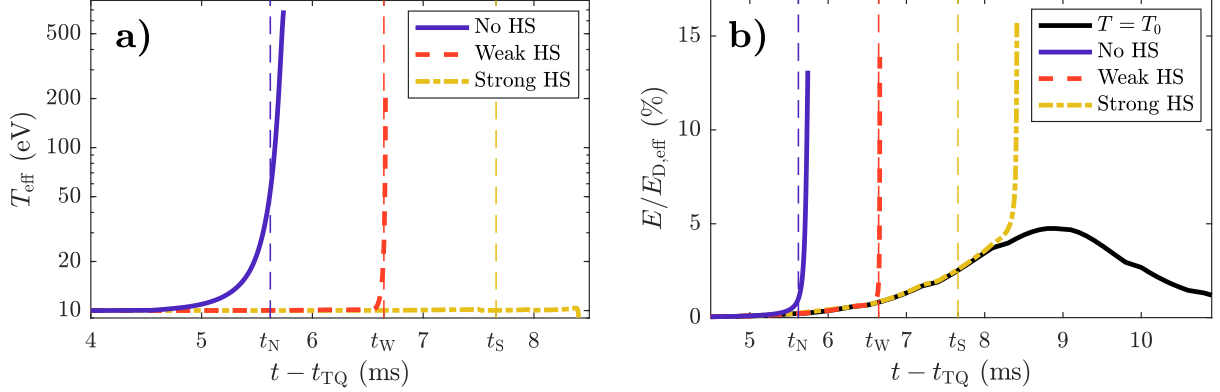 a)
No HS
Weak HS
Strong HS
500
200
100
50
20
10
T_eff (eV)
4 5 t_N 6 t_W 7 t_S 8
t − t_TQ (ms)
b)
T = T_0
No HS
Weak HS
Strong HS
15
10
5
0
E/E_D,eff (%)
5 t_N 6 t_W 7 t_S 8 9 10
t − t_TQ (ms)